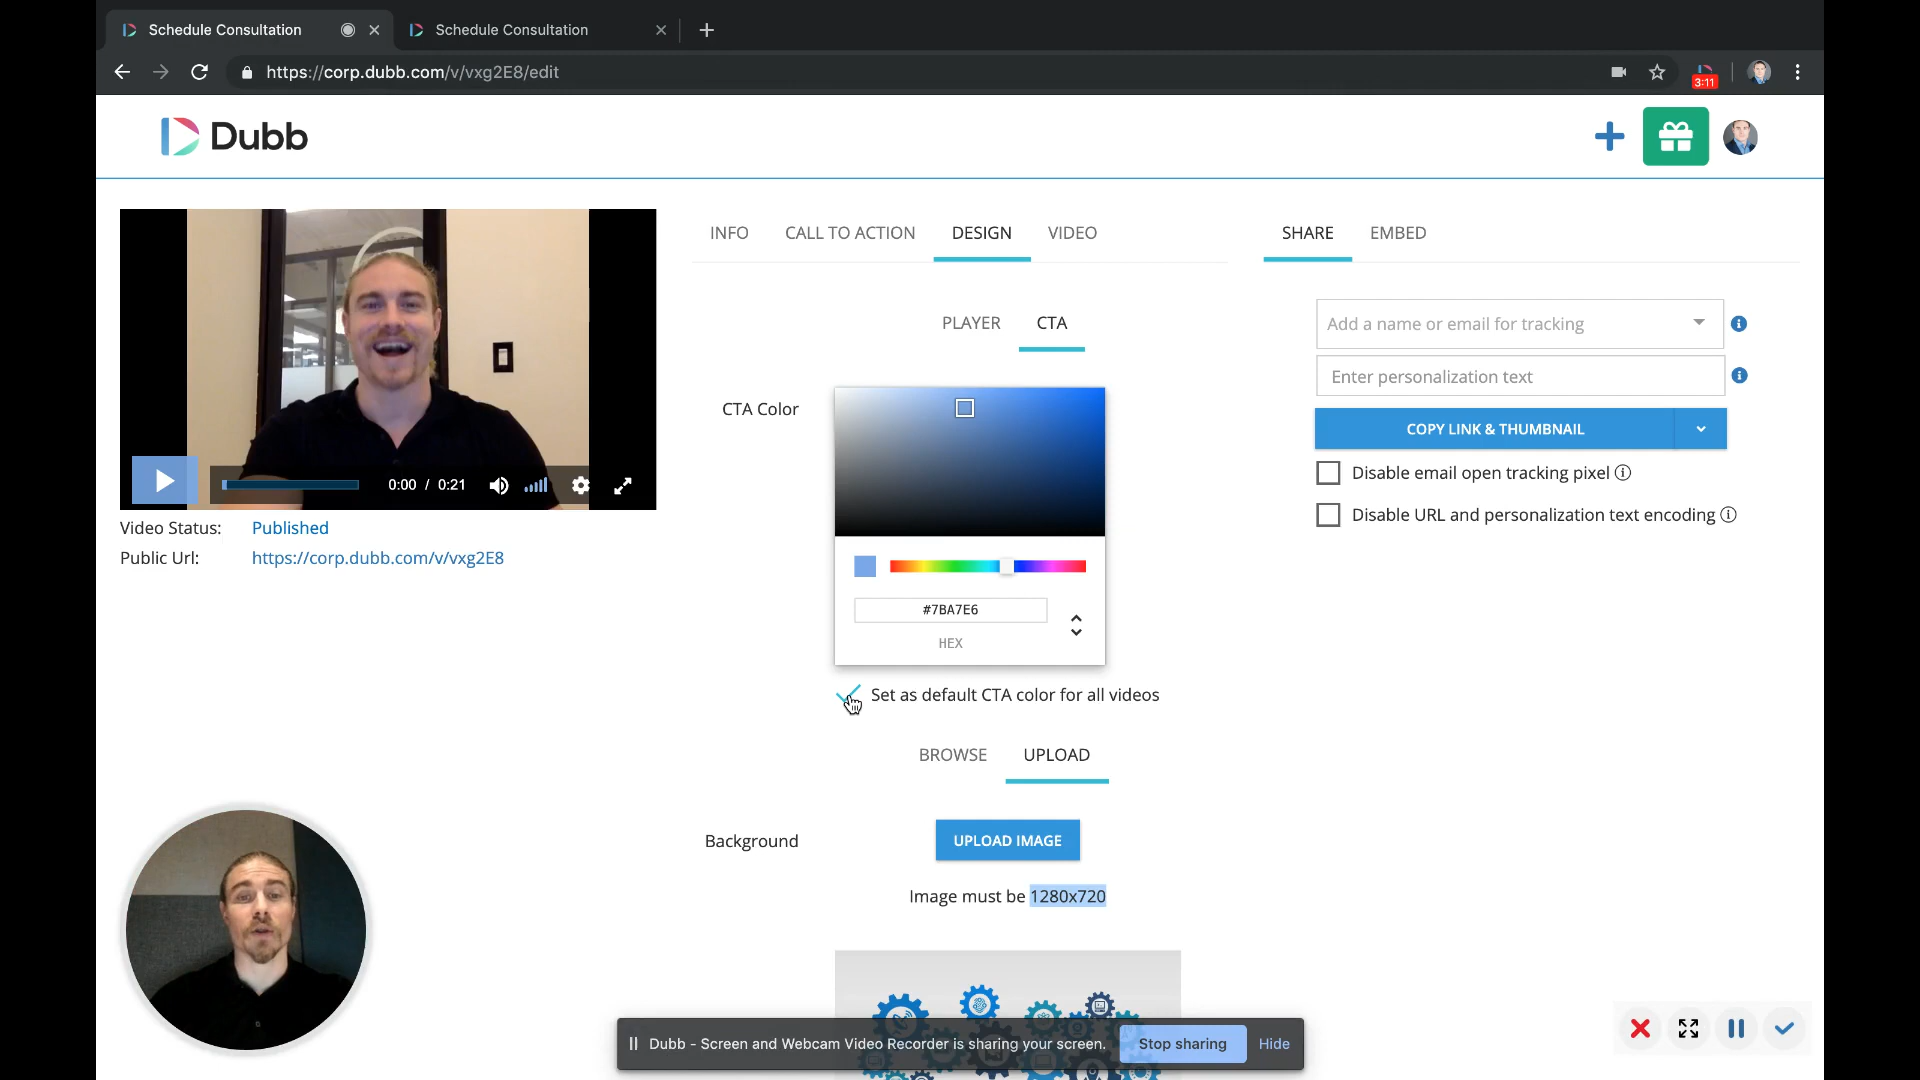 Schedule Consultation
Schedule Consultation
https://corp.dubb.com/v/vxg2E8/edit
3:11
Dubb
INFO
CALL TO ACTION
DESIGN
VIDEO
SHARE
EMBED
PLAYER
CTA
Add a name or email for tracking
Enter personalization text
CTA Color
COPY LINK & THUMBNAIL
Disable email open tracking pixel
Disable URL and personalization text encoding
0:00 / 0:21
Video Status: Published
Public Url: https://corp.dubb.com/v/vxg2E8
#7BA7E6
HEX
Set as default CTA color for all videos
BROWSE
UPLOAD
Background
UPLOAD IMAGE
Image must be 1280x720
Dubb - Screen and Webcam Video Recorder is sharing your screen.
Stop sharing
Hide